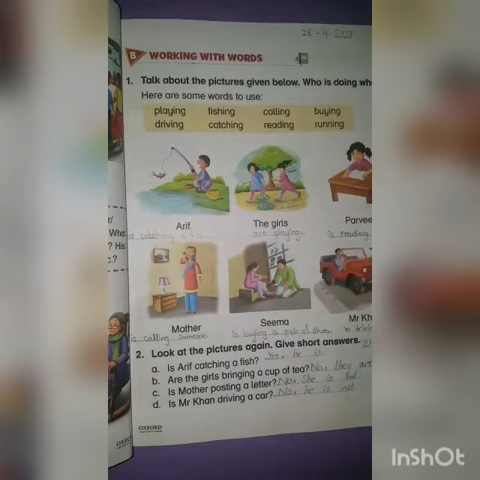 28-4-2020
B WORKING WITH WORDS
1. Talk about the pictures given below. Who is doing wh
Here are some words to use:
playing fishing calling buying
driving catching reading running
Arif The girls Parvee
is catching a are playing is reading
What
? His
Mother Seema Mr Kh
is calling someone is buying a pair of shoes
2. Look at the pictures again. Give short answers.
a. Is Arif catching a fish? Yes, he is
b. Are the girls bringing a cup of tea? No, they are
c. Is Mother posting a letter? No, She is not
d. Is Mr Khan driving a car? No, he is not
OXFORD
InShOt